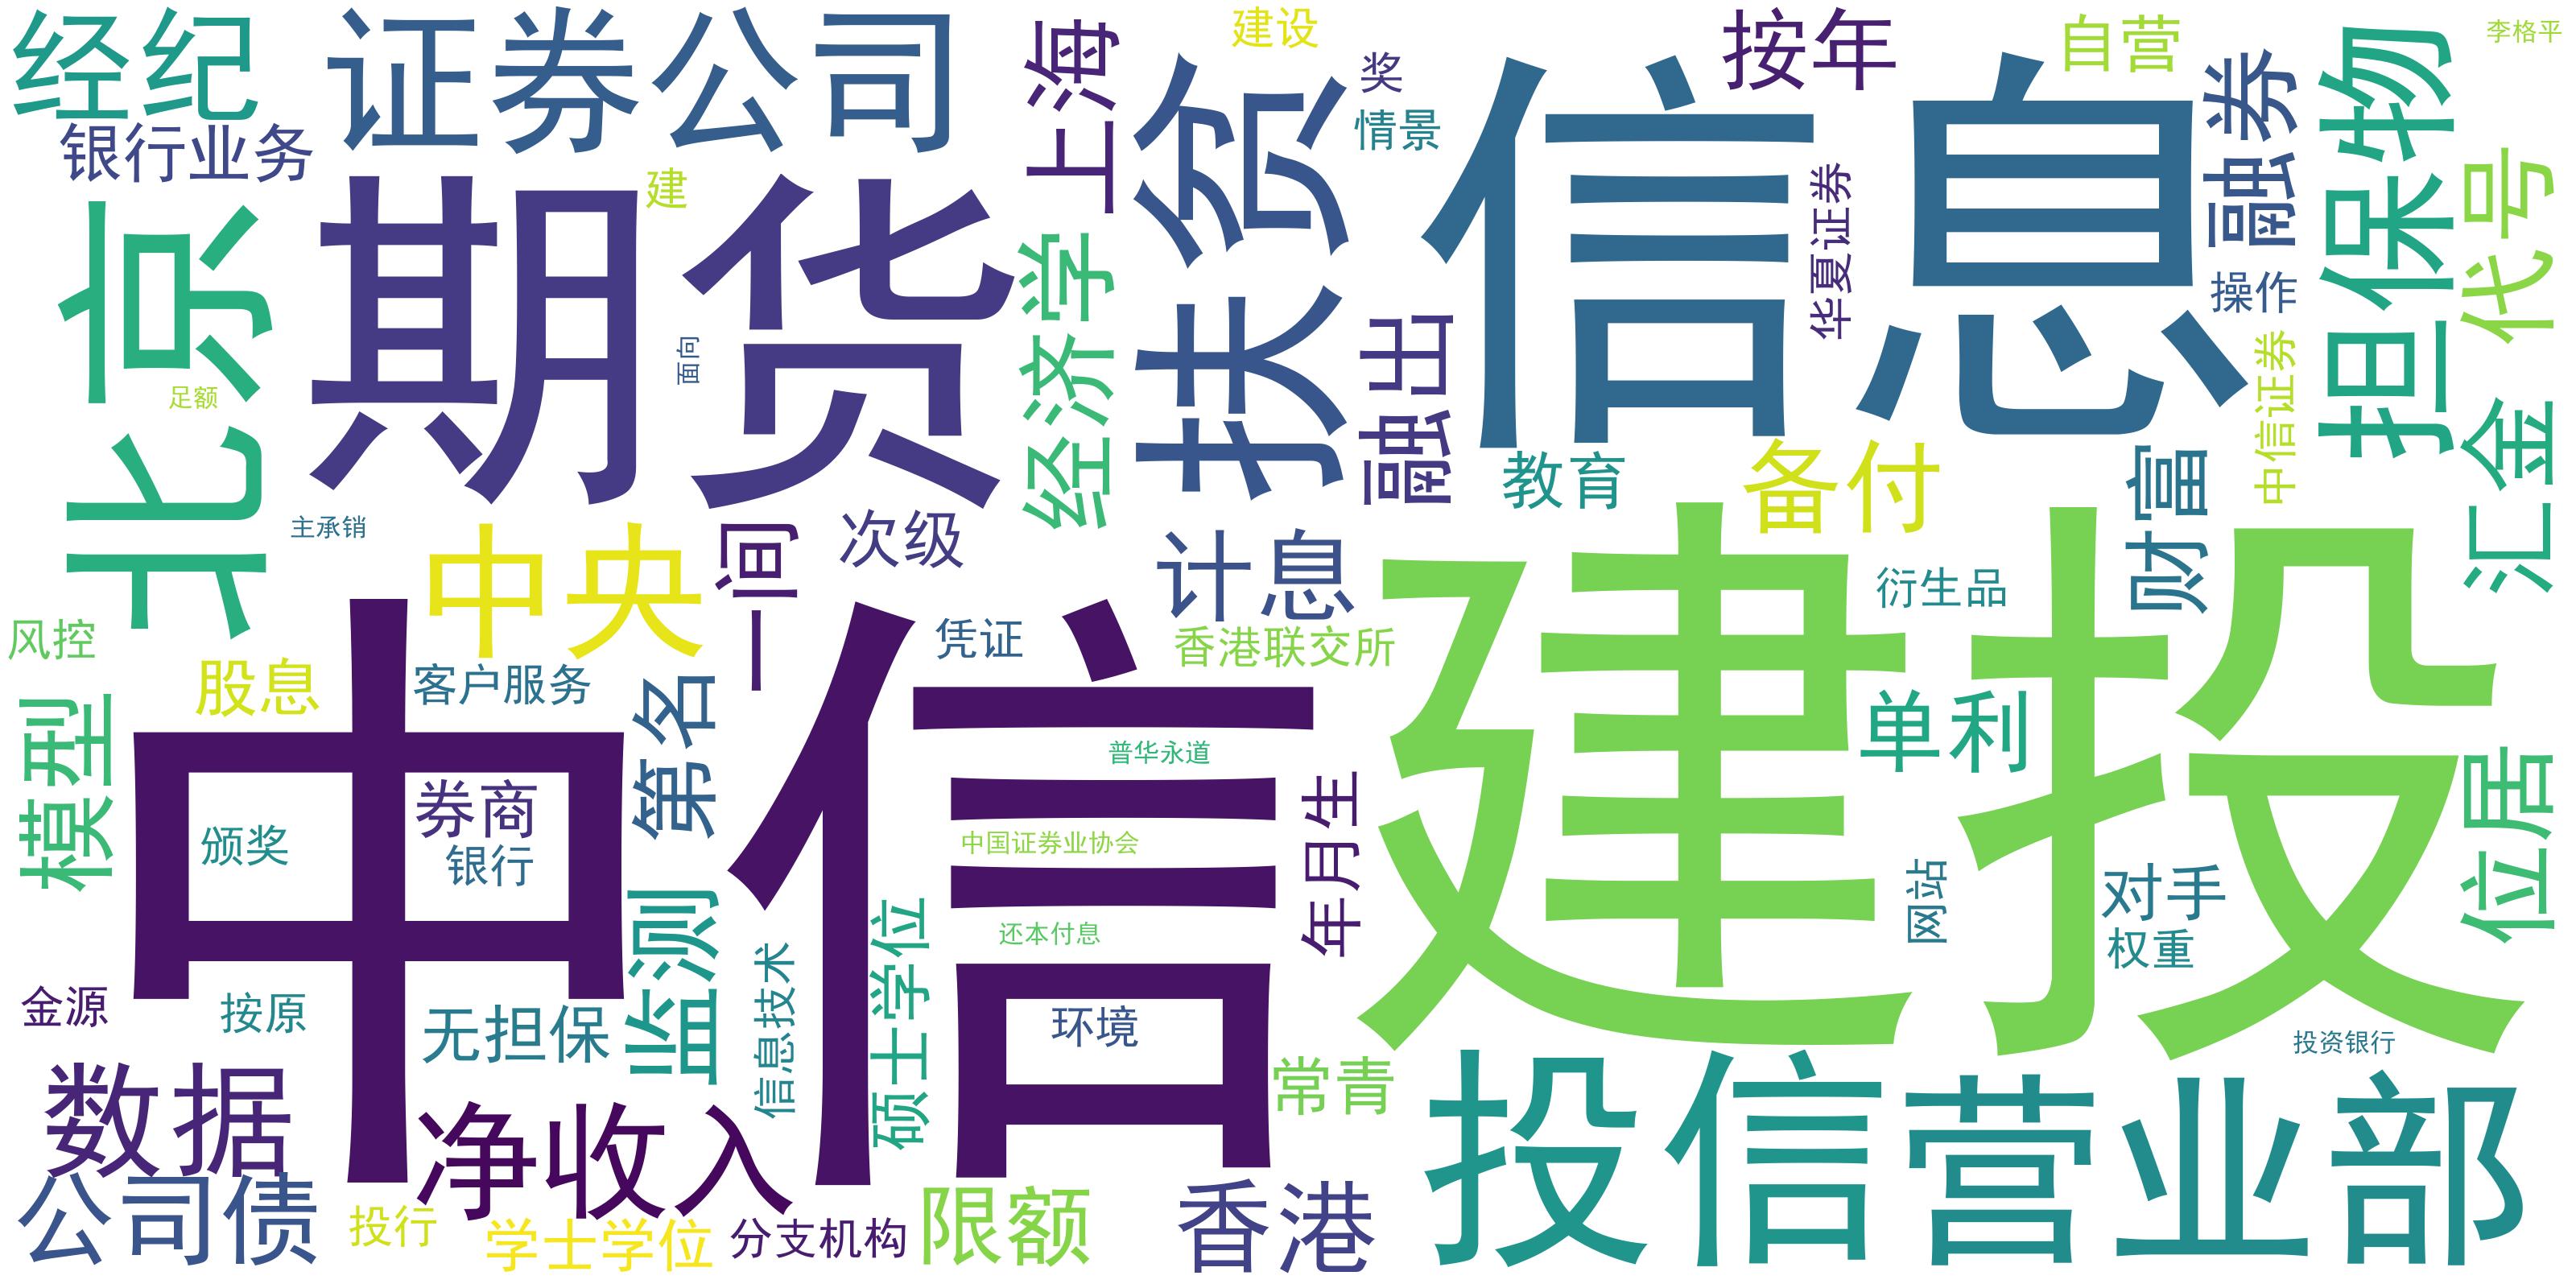 经纪
证券公司
上海
建设
奖
按年
自营
李格平
银行业务
情景
融券
担保物
代号
北京
期货
建
扶贫
信息
华夏证券
操作
经济学
面向
融出
中信证券
汇金
足额
教育
备付
财富
主承销
中央
一间
次级
计息
衍生品
风控
股息
客户服务
第名
凭证
香港联交所
建投
单利
位居
模型
中信
普华永道
年月生
颁奖
券商
银行
中国证券业协会
网站
对手
权重
监测
信息技术
硕士学位
还本付息
金源
按原
无担保
环境
投资银行
数据
净收入
常青
投信
营业部
公司债
投行
学士学位
分支机构
限额
香港